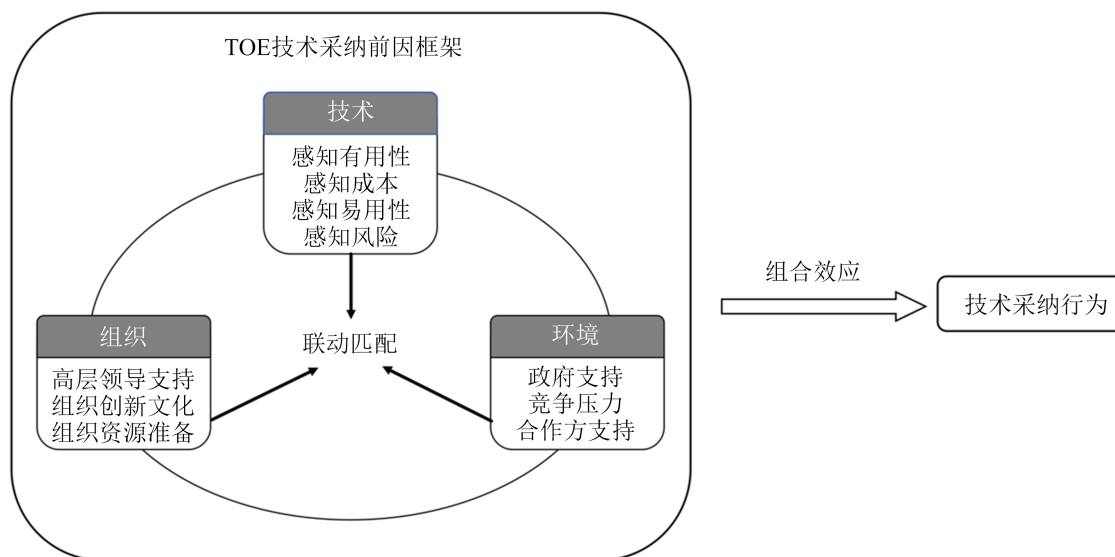 TOE技术采纳前因框架
技术
感知有用性
感知成本
感知易用性
感知风险
组织
高层领导支持
组织创新文化
组织资源准备
联动匹配
环境
政府支持
竞争压力
合作方支持
组合效应
技术采纳行为